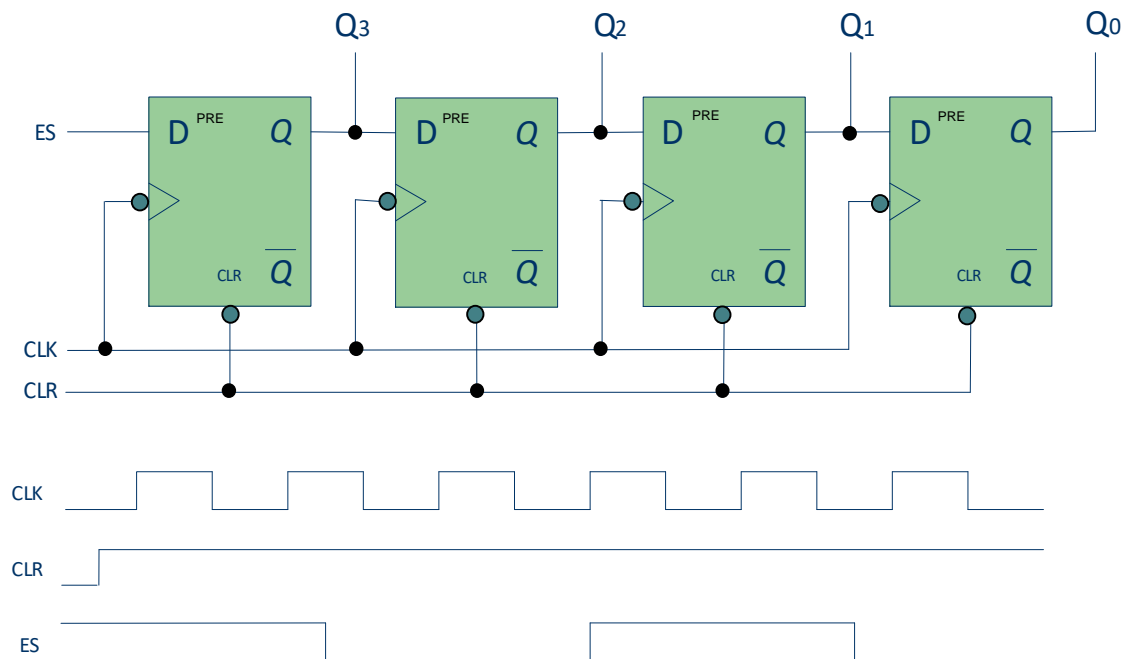 Q3 Q2 Q1 Q0
ES D PRE Q D PRE Q D PRE Q D PRE Q
CLR Q CLR Q CLR Q CLR Q
CLK
CLR
CLK
CLR
ES